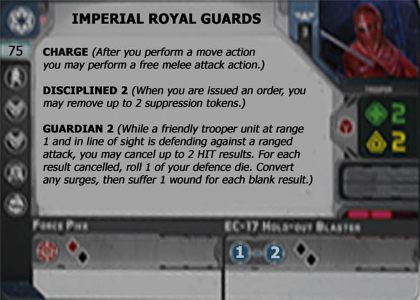 IMPERIAL ROYAL GUARDS
75
CHARGE (After you perform a move action
you may perform a free melee attack action.)
DISCIPLINED 2 (When you are issued an order, you
may remove up to 2 suppression tokens.)
GUARDIAN 2 (While a friendly trooper unit at range
1 and in line of sight is defending against a ranged
attack, you may cancel up to 2 HIT results. For each
result cancelled, roll 1 of your defence die. Convert
any surges, then suffer 1 wound for each blank result.)
TROOPER
2
2
FORCE PIKE
EC-17 HOLD-OUT BLASTER
1 2